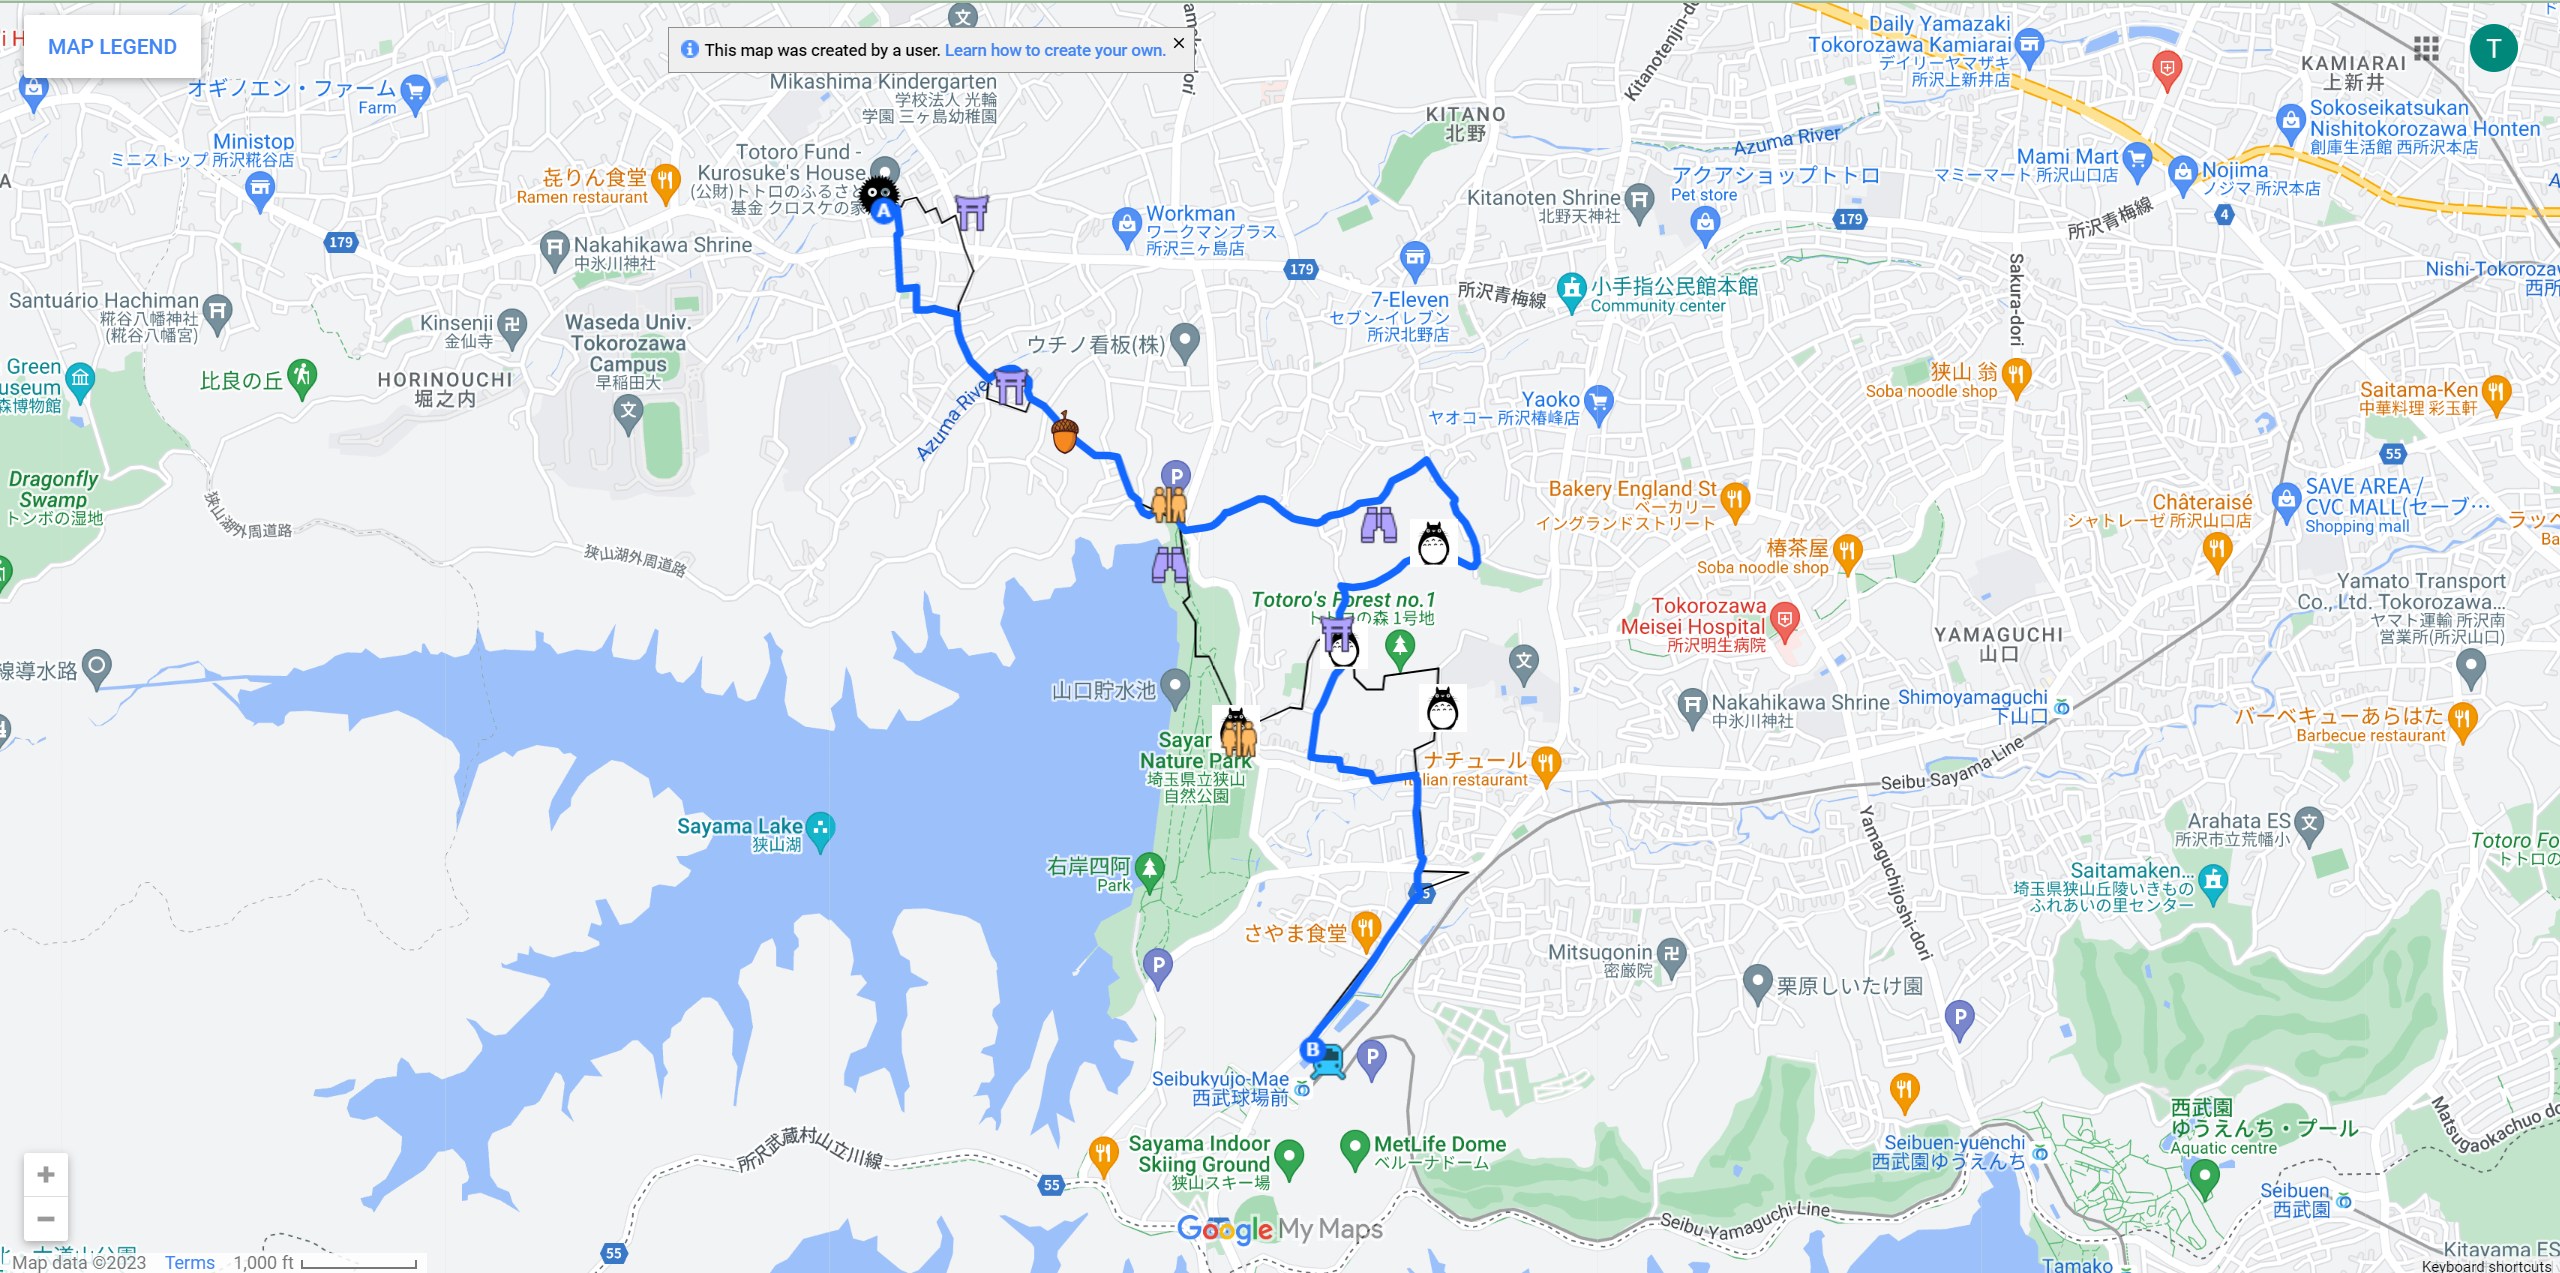 MAP LEGEND
This map was created by a user. Learn how to create your own.
T
オギノエン・ファーム
Farm
Ministop
ミニストップ 所沢糀谷店
㐂りん食堂
Ramen restaurant
Mikashima Kindergarten
学校法人 光輪
学園 三ヶ島幼稚園
Totoro Fund -
Kurosuke's House
(公財)トトロのふるさと
基金 クロスケの家
A
179
Nakahikawa Shrine
中氷川神社
Santuário Hachiman
糀谷八幡神社
(糀谷八幡宮)
Kinsenji
金仙寺
Waseda Univ.
Tokorozawa
Campus
早稲田大
HORINOUCHI
堀之内
比良の丘
Green
Dragonfly
Swamp
トンボの湿地
狭山湖外周道路
狭山湖外周道路
Workman
ワークマンプラス
所沢三ヶ島店
179
ウチノ看板(株)
Azuma River
KITANO
北野
Kitanotenjin-do
Kitanoten Shrine
北野天神社
7-Eleven
セブン-イレブン
所沢北野店
所沢青梅線
小手指公民館本館
Community center
アクアショップトトロ
Pet store
Azuma River
179
Daily Yamazaki
Tokorozawa Kamiarai
デイリーヤマザキ
所沢上新井店
KAMIARAI
上新井
Sokoseikatsukan
Nishitokorozawa Honten
創庫生活館 西所沢本店
Mami Mart
マミーマート 所沢山口店
Nojima
ノジマ 所沢本店
4
所沢青梅線
Sakura-dori
Nishi-Tokorozaw
狭山 翁
Soba noodle shop
Saitama-Ken
中華料理 彩玉軒
Yaoko
ヤオコー 所沢椿峰店
55
Bakery England St
ベーカリー
イングランドストリート
Châteraisé
シャトレーゼ 所沢山口店
SAVE AREA /
CVC MALL(セーブ…
Shopping mall
椿茶屋
Soba noodle shop
P
Totoro's Forest no.1
の森 1号地
Tokorozawa
Meisei Hospital
所沢明生病院
YAMAGUCHI
山口
Yamato Transport
Co., Ltd. Tokorozawa...
ヤマト運輸 所沢南
営業所(所沢山口)
線導水路
山口貯水池
Nakahikawa Shrine
中氷川神社
Shimoyamaguchi
下山口
バーベキューあらはた
Barbecue restaurant
Nature Park
埼玉県立狭山
自然公園
ナチュール
Italian restaurant
Seibu Sayama Line
Sayama Lake
狭山湖
右岸四阿
Park
Yamaguchijoshi-dori
Arahata ES
所沢市立荒幡小
Totoro Fo
Saitamaken...
埼玉県狭山丘陵いきもの
ふれあいの里センター
さやま食堂
P
Mitsugonin
密厳院
栗原しいたけ園
P
B
P
Seibukyujo-Mae
西武球場前
Sayama Indoor
Skiing Ground
狭山スキー場
MetLife Dome
ベルーナドーム
西武園
ゆうえんち・プール
Aquatic centre
Seibuen-yuenchi
西武園ゆうえんち
Seibuen
西武園
Matsugaokachuo do
所沢武蔵村山立川線
55
55
Seibu Yamaguchi Line
Google My Maps
Tamako
Kitayama ES
Map data ©2023
Terms
1,000 ft
Keyboard shortcuts